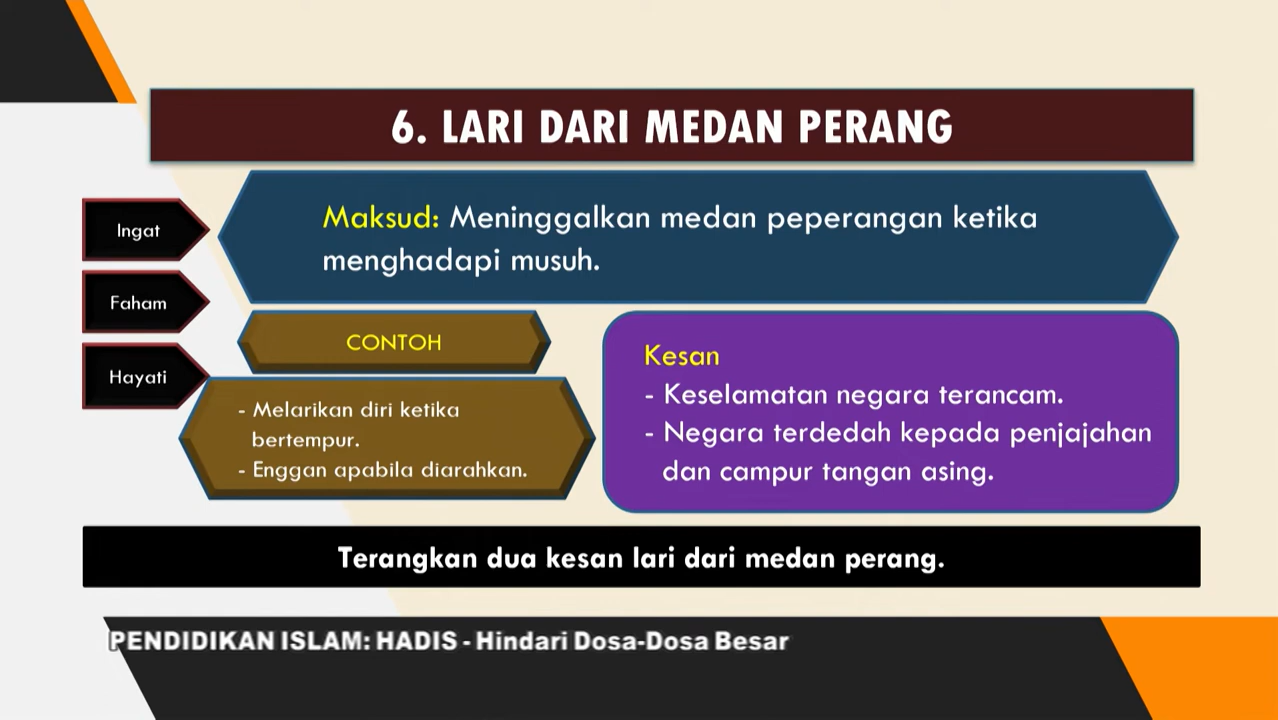 6. LARI DARI MEDAN PERANG
Maksud: Meninggalkan medan peperangan ketika
menghadapi musuh.
Ingat
Faham
Hayati
CONTOH
- Melarikan diri ketika
bertempur.
- Enggan apabila diarahkan.
Kesan
- Keselamatan negara terancam.
- Negara terdedah kepada penjajahan
dan campur tangan asing.
Terangkan dua kesan lari dari medan perang.
PENDIDIKAN ISLAM: HADIS - Hindari Dosa-Dosa Besar